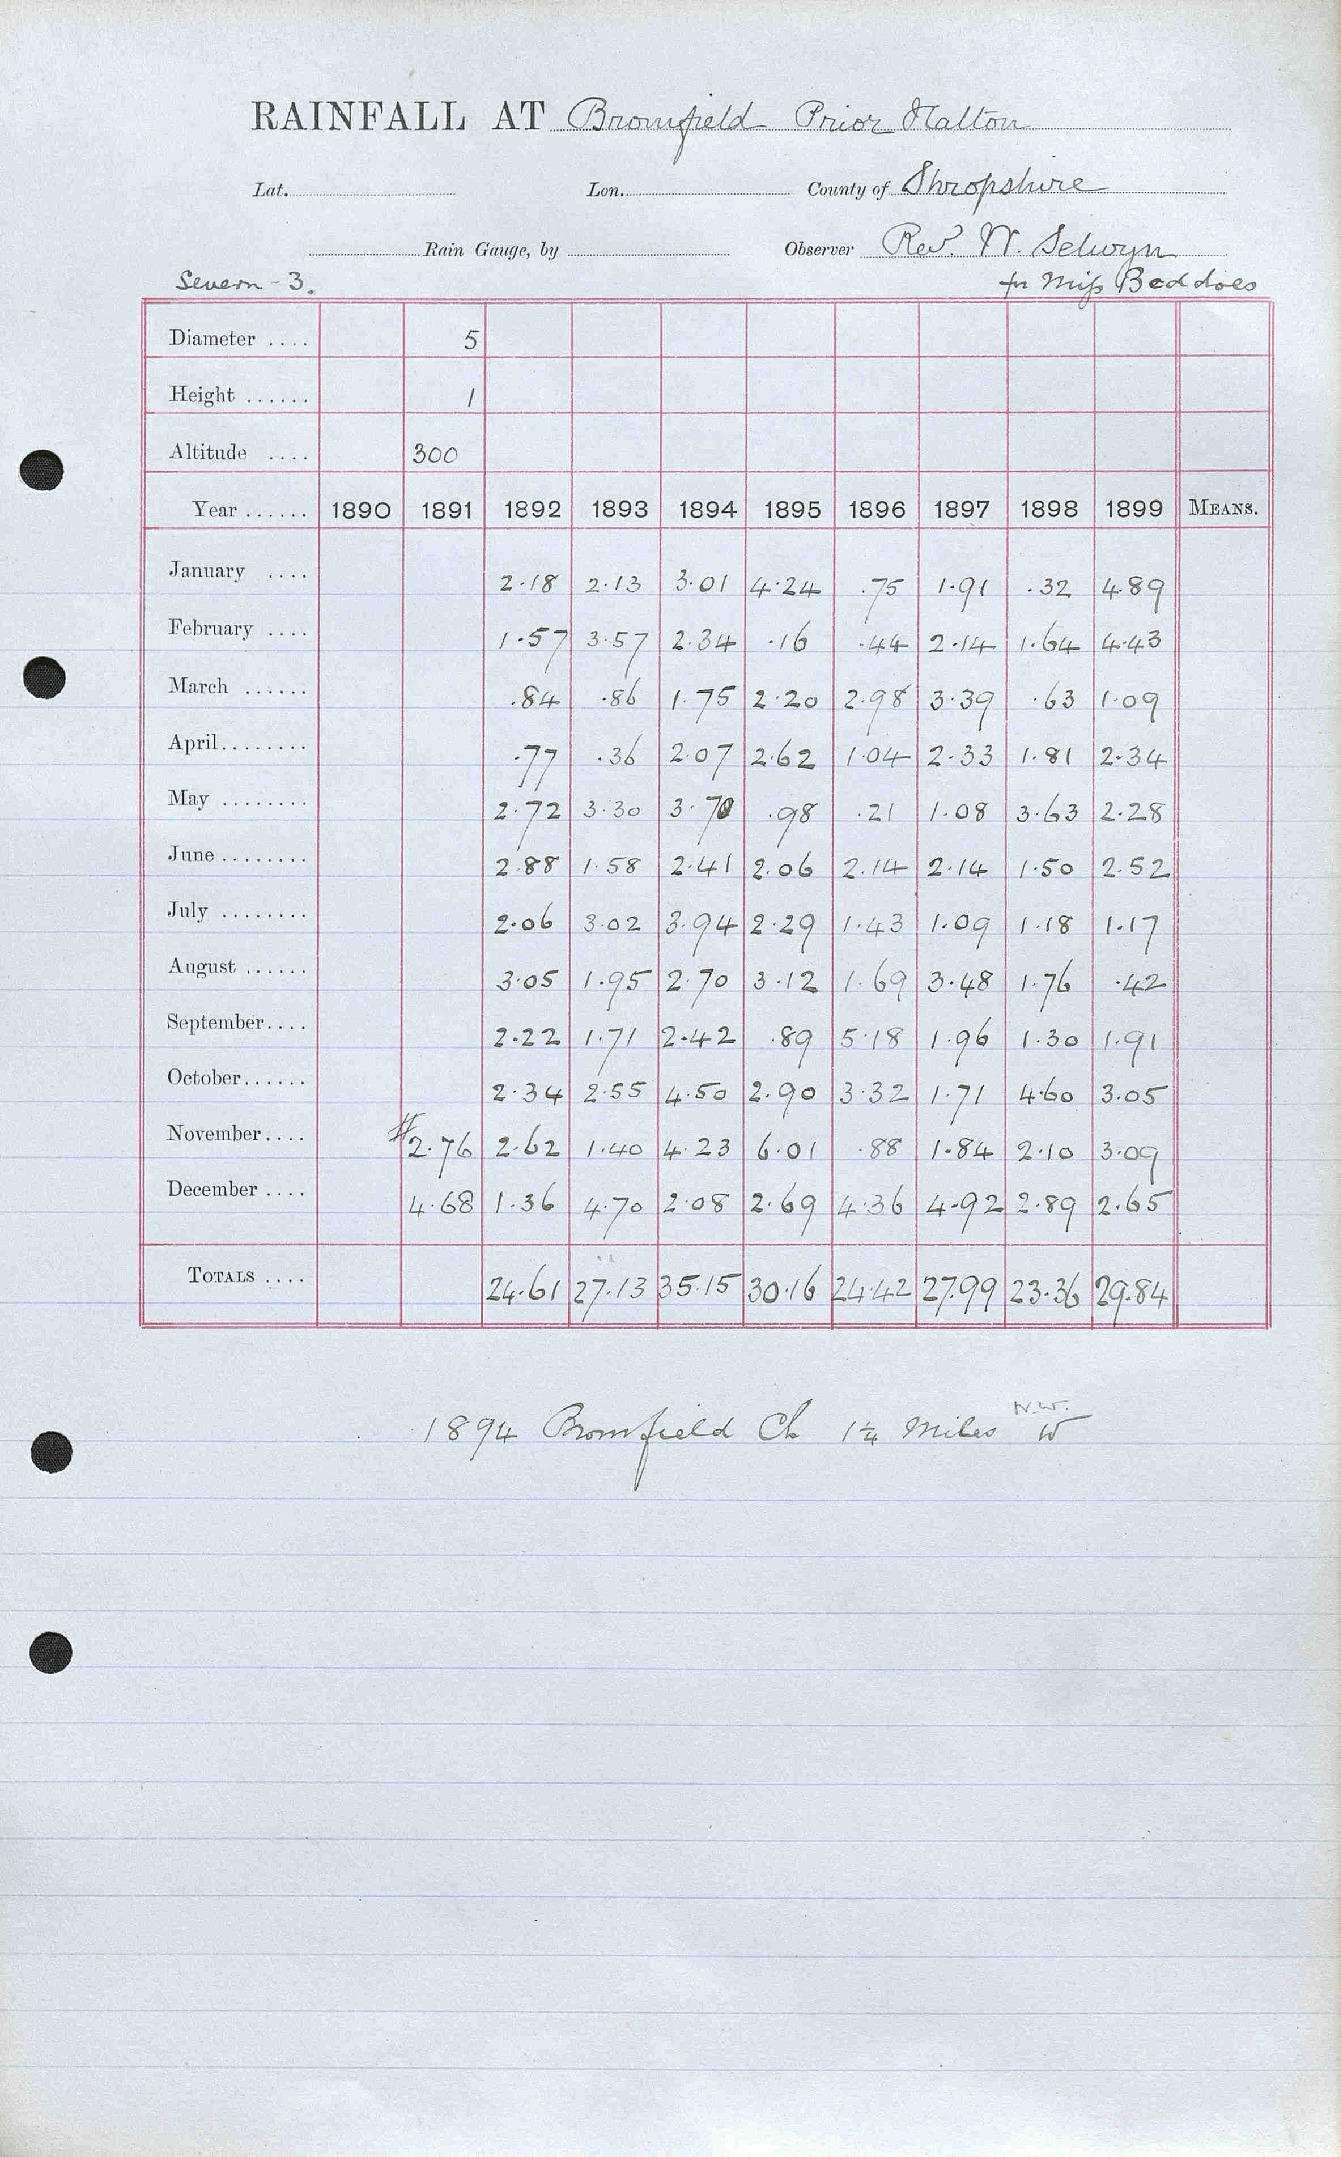 RAINFALL AT Bromfield Prior Halton
Lat. Lon. County of Shropshire
Rain Gauge, by Observer Rev. W. Selwyn
Severn - 3. for Miss Beddoes
Diameter .... 5
Height ...... 1
Altitude .... 300
Year ...... 1890 1891 1892 1893 1894 1895 1896 1897 1898 1899 MEANS.
January .... 2.18 2.13 3.01 4.24 .75 1.91 .32 4.89
February .... 1.57 3.57 2.34 .16 .44 2.14 1.64 4.43
March ...... .84 .86 1.75 2.20 2.98 3.39 .63 1.09
April........ .77 .36 2.07 2.62 1.04 2.33 1.81 2.34
May ........ 2.72 3.30 3.70 .98 .21 1.08 3.63 2.28
June ........ 2.88 1.58 2.41 2.06 2.14 2.14 1.50 2.52
July ........ 2.06 3.02 3.94 2.29 1.43 1.09 1.18 1.17
August ...... 3.05 1.95 2.70 3.12 1.69 3.48 1.76 .42
September.... 2.22 1.71 2.42 .89 5.18 1.96 1.30 1.91
October...... 2.34 2.55 4.50 2.90 3.32 1.71 4.60 3.05
November.... #2.76 2.62 1.40 4.23 6.01 .88 1.84 2.10 3.09
December .... 4.68 1.36 4.70 2.08 2.69 4.36 4.92 2.89 2.65
TOTALS .... 24.61 27.13 35.15 30.16 24.42 27.99 23.36 29.84
N.W.
1894 Bromfield Ch 1¼ Miles W